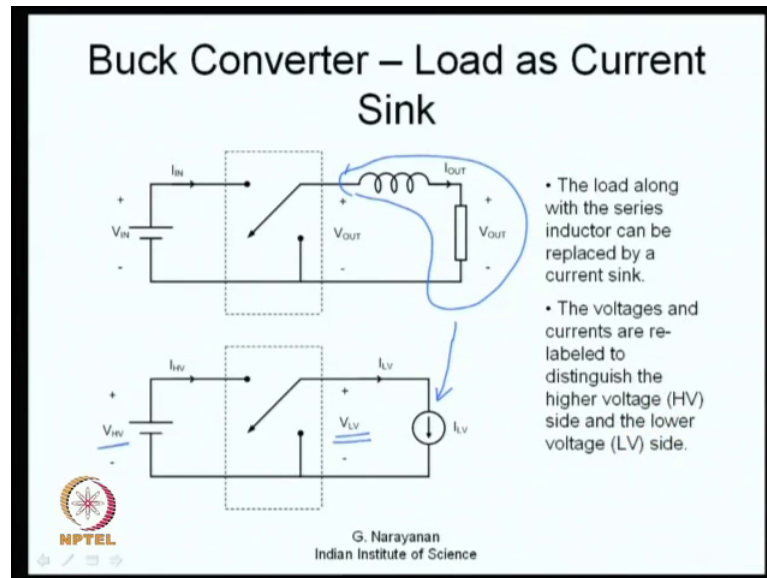 Buck Converter – Load as Current
Sink
IIN
IOUT
+
+
+
VIN
VOUT
VOUT
-
-
-
• The load along
with the series
inductor can be
replaced by a
current sink.
• The voltages and
currents are re-
labeled to
distinguish the
higher voltage (HV)
side and the lower
voltage (LV) side.
IHV
ILV
+
+
VHV
VLV
ILV
-
-
NPTEL
G. Narayanan
Indian Institute of Science